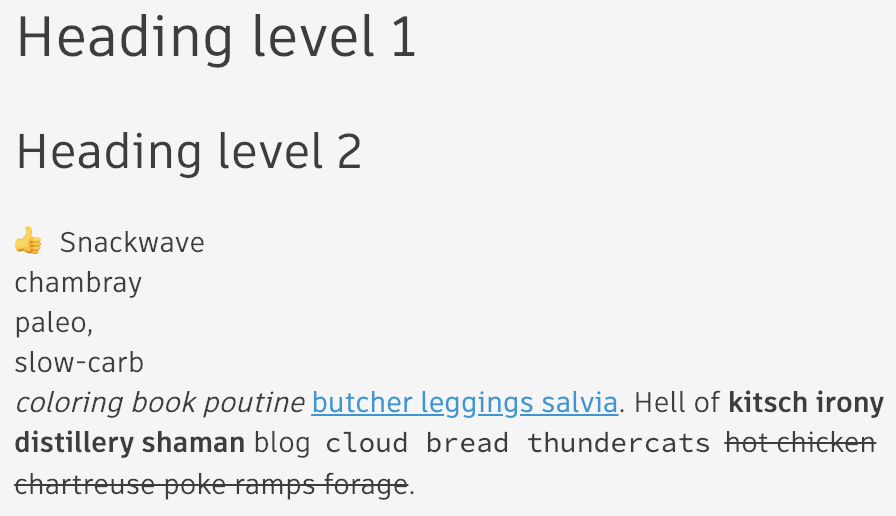 Heading level 1
Heading level 2
👍 Snackwave
chambray
paleo,
slow-carb
coloring book poutine butcher leggings salvia. Hell of kitsch irony
distillery shaman blog cloud bread thundercats hot chicken
chartreuse poke ramps forage.